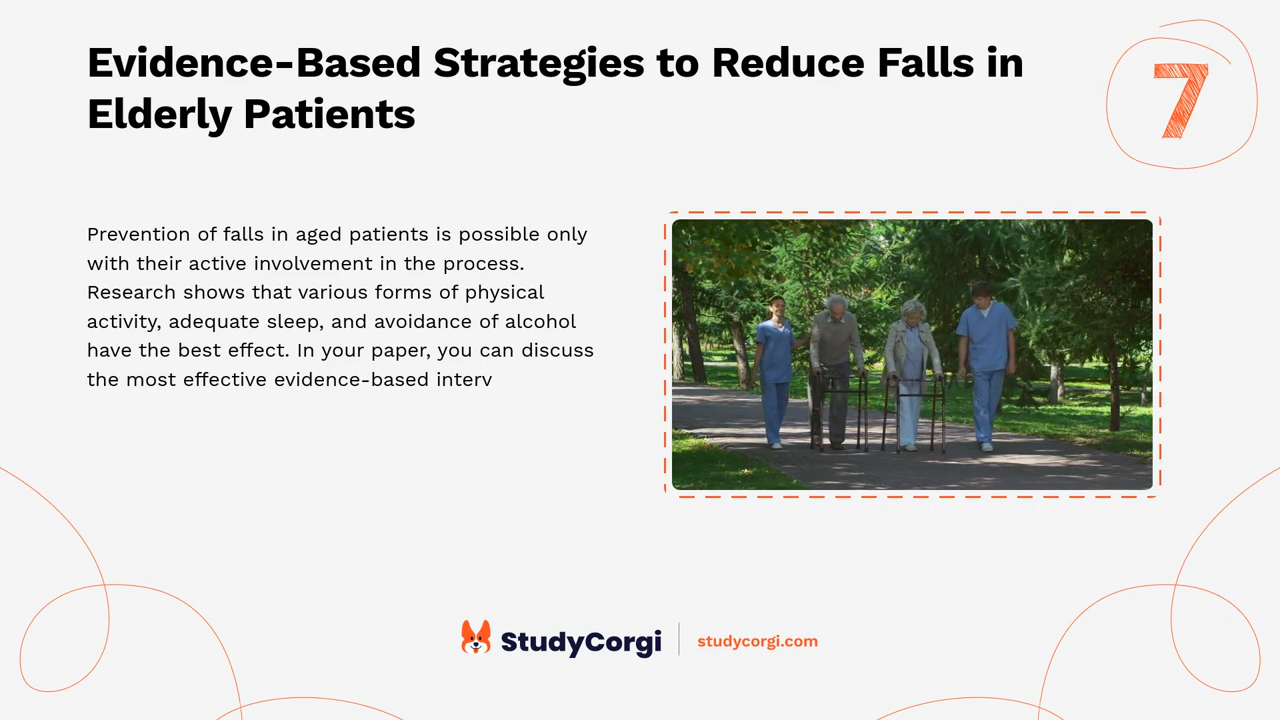 Evidence-Based Strategies to Reduce Falls in
Elderly Patients
7
Prevention of falls in aged patients is possible only
with their active involvement in the process.
Research shows that various forms of physical
activity, adequate sleep, and avoidance of alcohol
have the best effect. In your paper, you can discuss
the most effective evidence-based interv
StudyCorgi
studycorgi.com